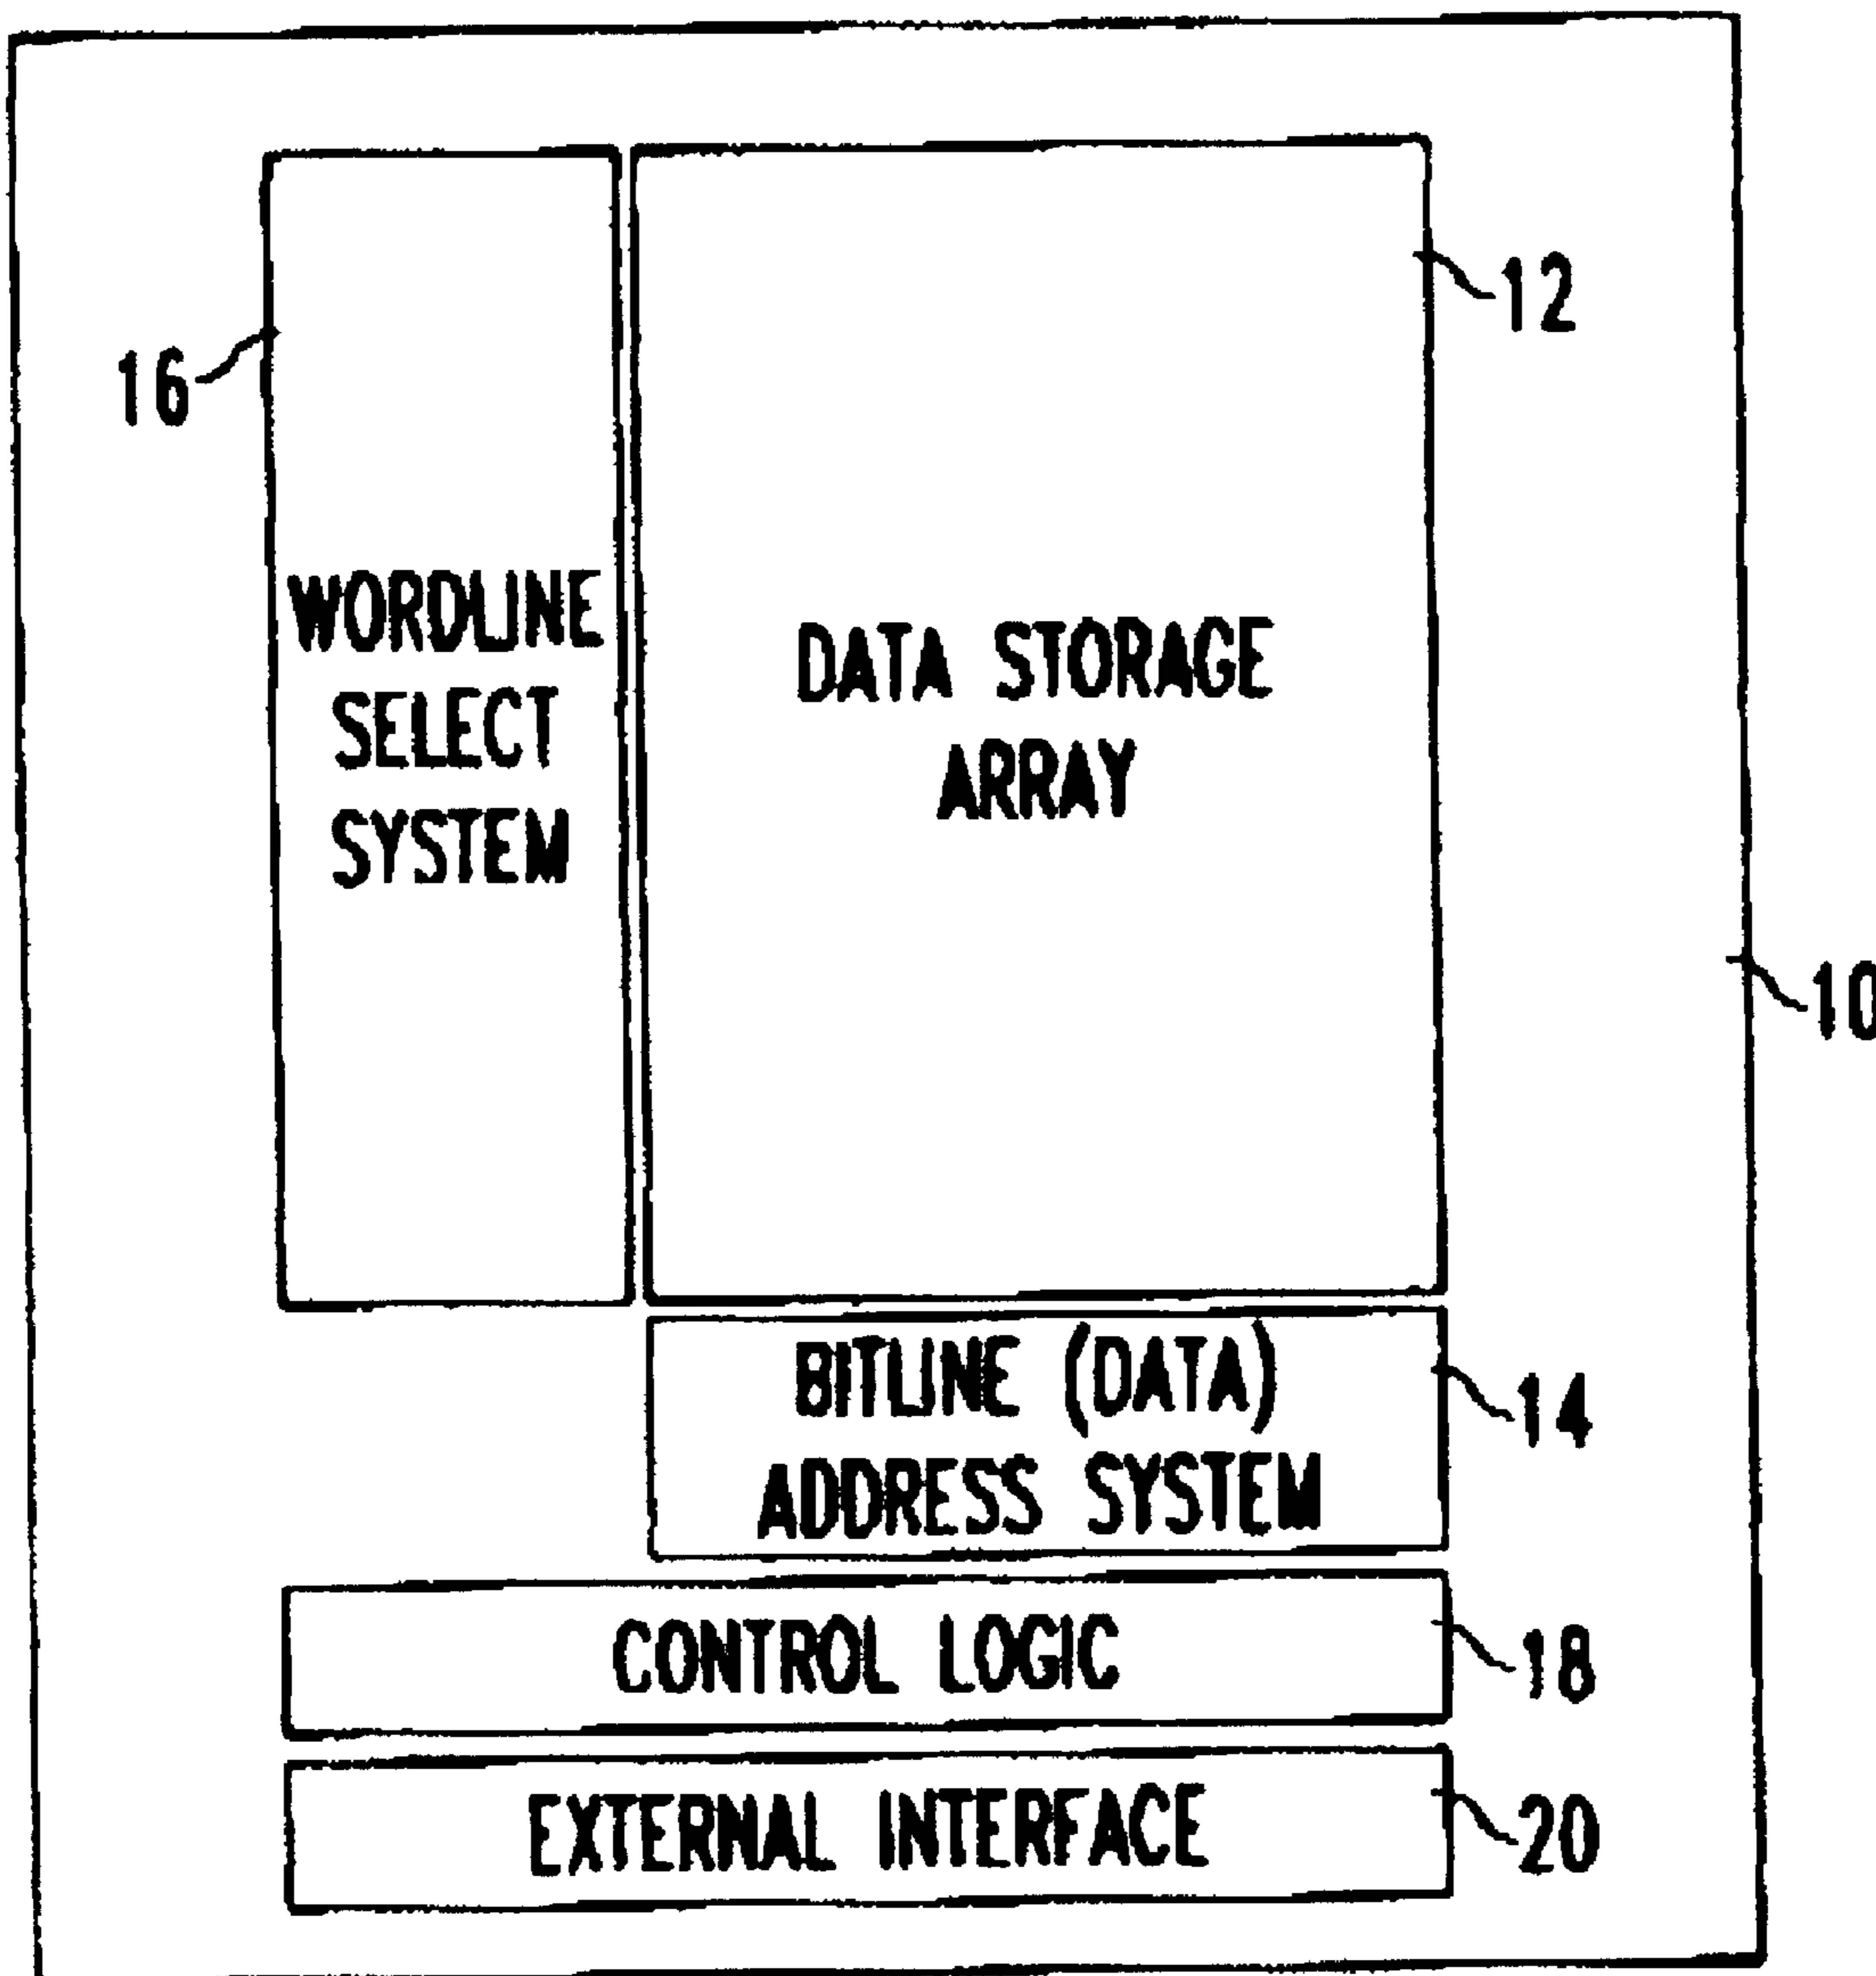 12
16
WORDLINE
SELECT
SYSTEM
DATA STORAGE
ARRAY
10
BITLINE (DATA)
ADDRESS SYSTEM
14
CONTROL LOGIC
18
EXTERNAL INTERFACE
20